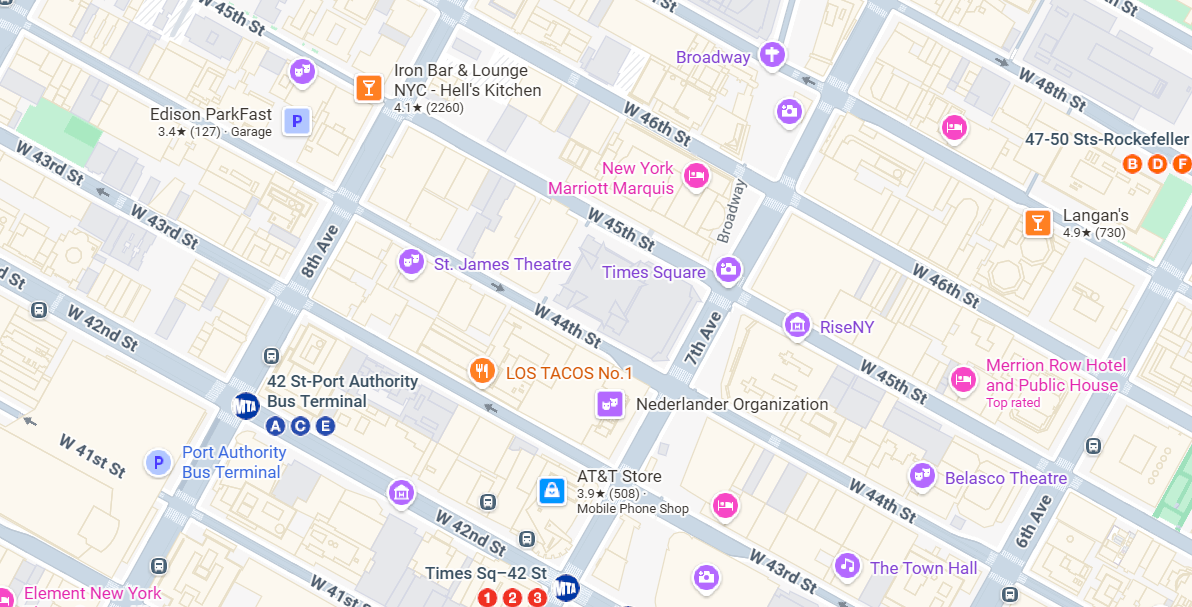 W 45th St
W 48th St
Broadway
Iron Bar & Lounge
NYC - Hell's Kitchen
4.1★ (2260)
Edison ParkFast
3.4★ (127) · Garage
P
W 46th St
47-50 Sts-Rockefeller
B D F
W 43rd St
New York
Marriott Marquis
Broadway
W 43rd St
W 45th St
Langan's
4.9★ (730)
8th Ave
St. James Theatre
Times Square
W 46th St
W 42nd St
W 44th St
7th Ave
RiseNY
W 45th St
LOS TACOS No.1
Merrion Row Hotel
and Public House
Top rated
42 St-Port Authority
Bus Terminal
MTA
A C E
Nederlander Organization
W 41st St
P
Port Authority
Bus Terminal
AT&T Store
3.9★ (508) ·
Mobile Phone Shop
Belasco Theatre
W 44th St
6th Ave
W 42nd St
W 43rd St
The Town Hall
Times Sq–42 St
MTA
1 2 3
W 41st St
Element New York